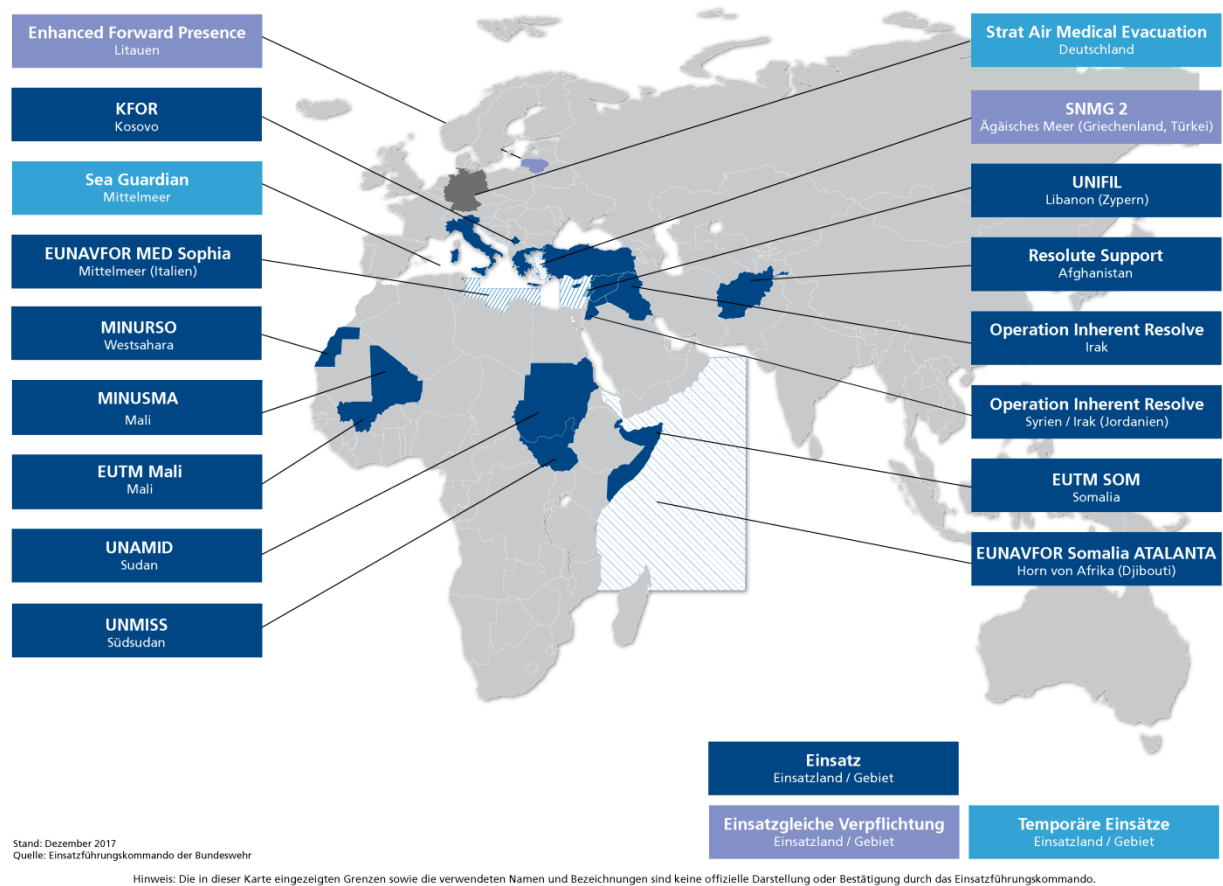 Enhanced Forward Presence
Litauen
KFOR
Kosovo
Sea Guardian
Mittelmeer
EUNAVFOR MED Sophia
Mittelmeer (Italien)
MINURSO
Westsahara
MINUSMA
Mali
EUTM Mali
Mali
UNAMID
Sudan
UNMISS
Südsudan
Strat Air Medical Evacuation
Deutschland
SNMG 2
Ägäisches Meer (Griechenland, Türkei)
UNIFIL
Libanon (Zypern)
Resolute Support
Afghanistan
Operation Inherent Resolve
Irak
Operation Inherent Resolve
Syrien / Irak (Jordanien)
EUTM SOM
Somalia
EUNAVFOR Somalia ATALANTA
Horn von Afrika (Djibouti)
Einsatz
Einsatzland / Gebiet
Einsatzgleiche Verpflichtung
Einsatzland / Gebiet
Temporäre Einsätze
Einsatzland / Gebiet
Stand: Dezember 2017
Quelle: Einsatzführungskommando der Bundeswehr
Hinweis: Die in dieser Karte eingezeigten Grenzen sowie die verwendeten Namen und Bezeichnungen sind keine offizielle Darstellung oder Bestätigung durch das Einsatzführungskommando.